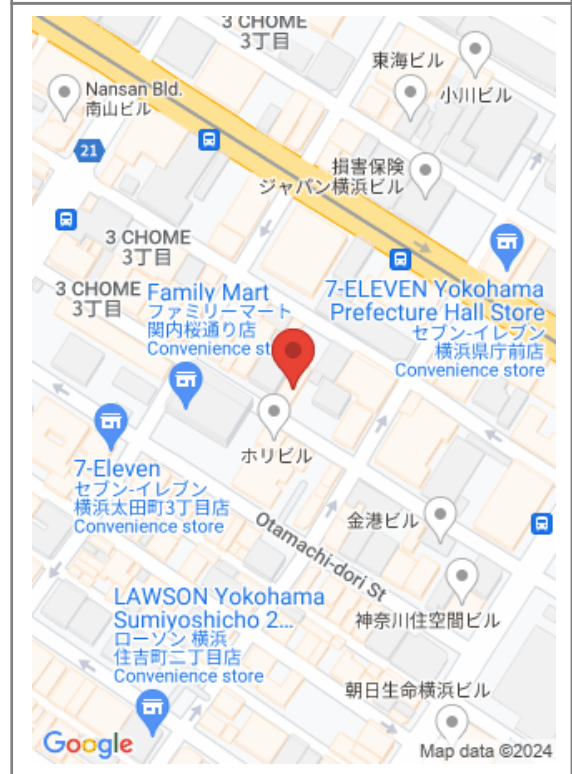 3 CHOME
3丁目
東海ビル
Nansan Bld.
南山ビル
小川ビル
21
損害保険
ジャパン横浜ビル
3 CHOME
3丁目
3 CHOME
3丁目
Family Mart
ファミリーマート
関内桜通り店
Convenience st
7-ELEVEN Yokohama
Prefecture Hall Store
セブン-イレブン
横浜県庁前店
Convenience store
ホリビル
7-Eleven
セブン-イレブン
横浜太田町3丁目店
Convenience store
金港ビル
Otamachi-dori St
LAWSON Yokohama
Sumiyoshicho 2...
ローソン 横浜
住吉町二丁目店
Convenience store
神奈川住空間ビル
朝日生命横浜ビル
Google
Map data ©2024